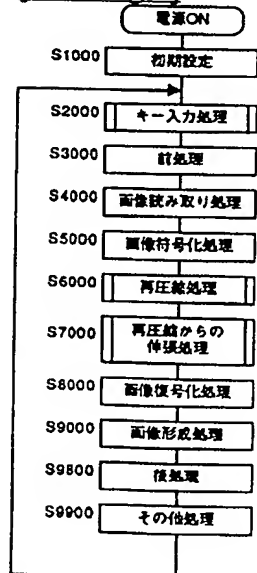 電源ON
S1000 初期設定
S2000 キー入力処理
S3000 前処理
S4000 画像読み取り処理
S5000 画像符号化処理
S6000 再圧縮処理
S7000 再圧縮からの
伸張処理
S8000 画像復号化処理
S9000 画像形成処理
S9800 後処理
S9900 その他処理